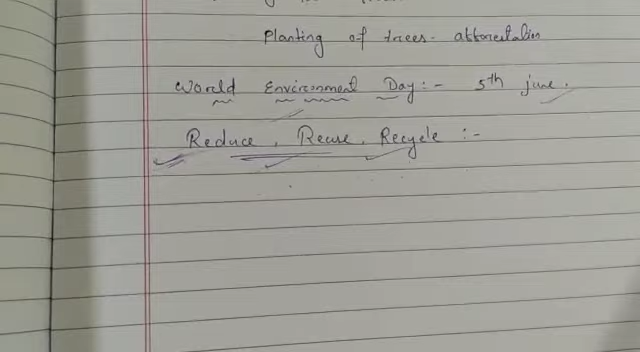 Planting of trees - afforestation
World Environment Day :- 5th june.
Reduce, Reuse, Recycle :-